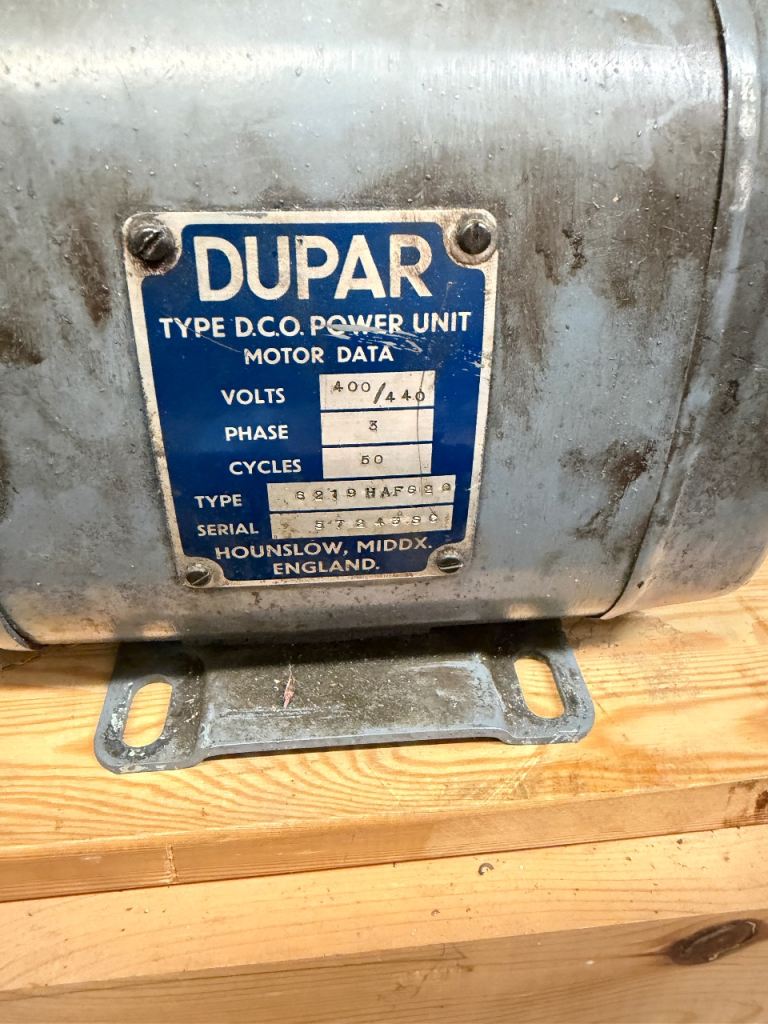 DUPAR
TYPE D.C.O. POWER UNIT
MOTOR DATA
VOLTS 400/440
PHASE 3
CYCLES 50
TYPE
SERIAL
HOUNSLOW, MIDDX.
ENGLAND.